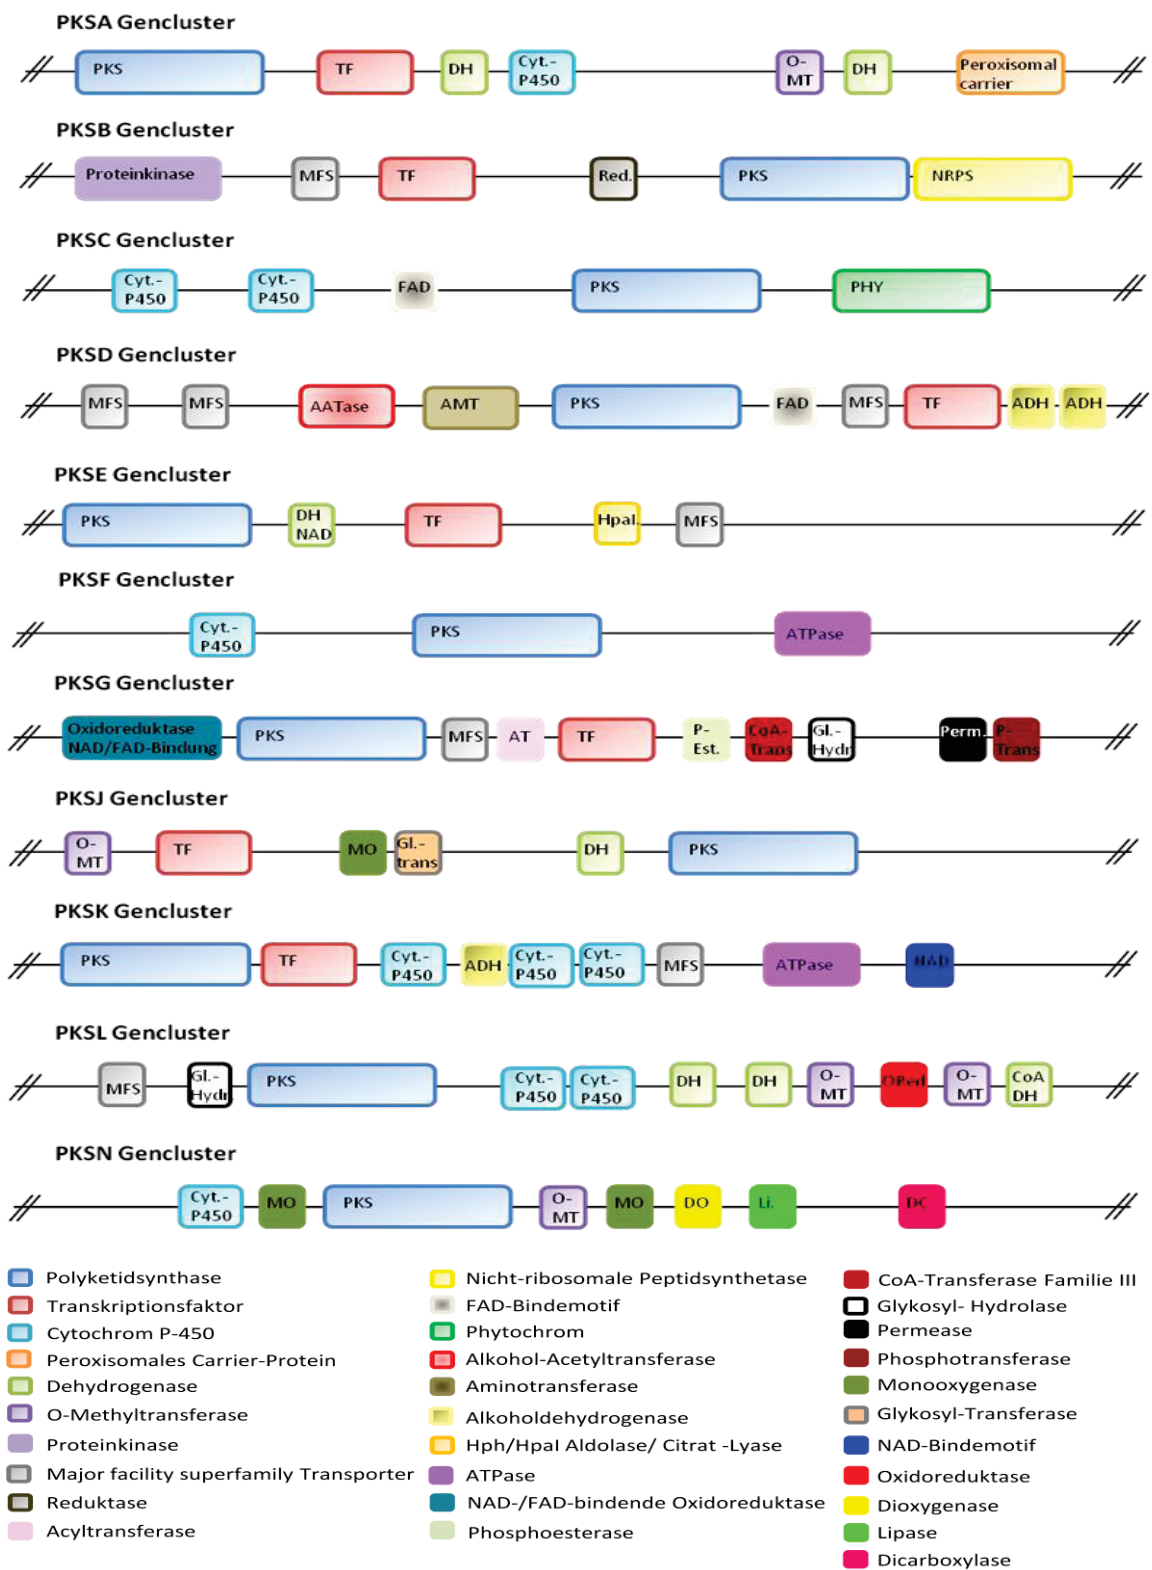 PKSA Gencluster
PKS TF DH Cyt.- O- DH Peroxisomal
P450 MT carrier
PKSB Gencluster
Proteinkinase MFS TF Red. PKS NRPS
PKSC Gencluster
Cyt.- Cyt.- FAD PKS PHY
P450 P450
PKSD Gencluster
MFS MFS AATase AMT PKS FAD MFS TF ADH ADH
PKSE Gencluster
PKS DH TF Hpal. MFS
NAD
PKSF Gencluster
Cyt.- PKS ATPase
P450
PKSG Gencluster
Oxidoreduktase PKS MFS AT TF P- CoA- Gl.- Perm. P-
NAD/FAD-Bindung Est. Trans Hydr Trans
PKSJ Gencluster
O- TF MO Gl.- DH PKS
MT trans
PKSK Gencluster
PKS TF Cyt.- ADH Cyt.- Cyt.- MFS ATPase NAD
P450 P450 P450
PKSL Gencluster
MFS Gl.- PKS Cyt.- Cyt.- DH DH O- ORed O- CoA
Hydr. P450 P450 MT MT DH
PKSN Gencluster
Cyt.- MO PKS O- MO DO Li. DC
P450 MT
Polyketidsynthase
Transkriptionsfaktor
Cytochrom P-450
Peroxisomales Carrier-Protein
Dehydrogenase
O-Methyltransferase
Proteinkinase
Major facility superfamily Transporter
Reduktase
Acyltransferase
Nicht-ribosomale Peptidsynthetase
FAD-Bindemotif
Phytochrom
Alkohol-Acetyltransferase
Aminotransferase
Alkoholdehydrogenase
Hph/HpaI Aldolase/ Citrat -Lyase
ATPase
NAD-/FAD-bindende Oxidoreduktase
Phosphoesterase
CoA-Transferase Familie III
Glykosyl- Hydrolase
Permease
Phosphotransferase
Monooxygenase
Glykosyl-Transferase
NAD-Bindemotif
Oxidoreduktase
Dioxygenase
Lipase
Dicarboxylase